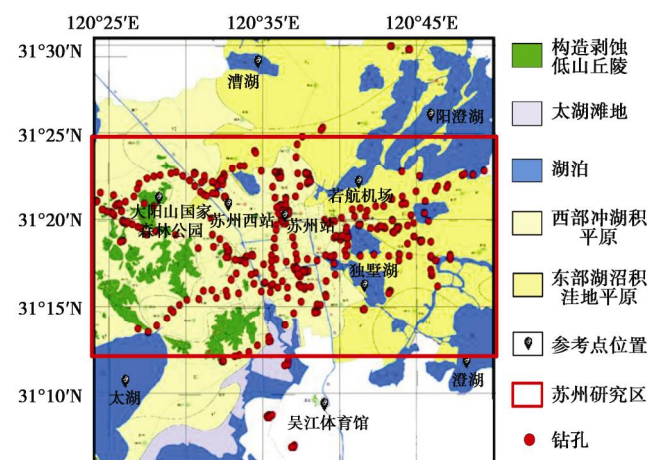 120°25′E
120°35′E
120°45′E
31°30′N
31°25′N
31°20′N
31°15′N
31°10′N
漕湖
阳澄湖
若航机场
大阳山国家
森林公园
苏州西站
苏州站
独墅湖
太湖
澄湖
吴江体育馆
构造剥蚀
低山丘陵
太湖滩地
湖泊
西部冲湖积
平原
东部湖沼积
洼地平原
参考点位置
苏州研究区
钻孔